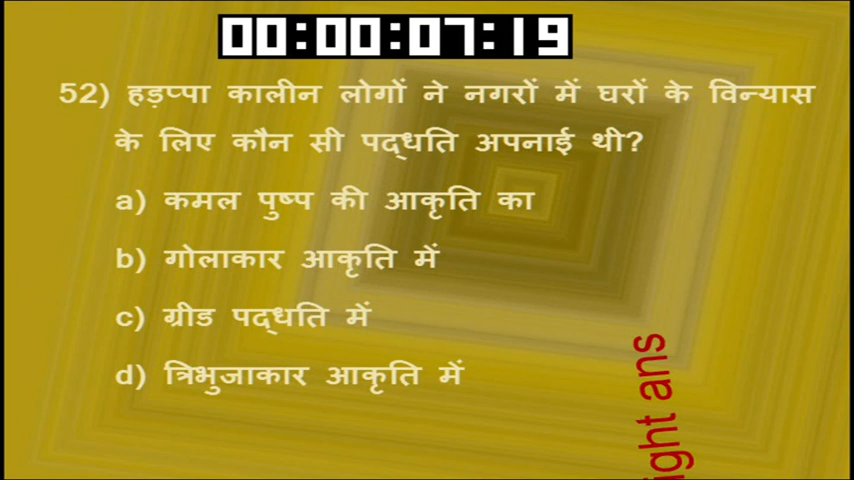 00:00:07:19
52) हड़प्पा कालीन लोगों ने नगरों में घरों के विन्यास
के लिए कौन सी पद्धति अपनाई थी?
a) कमल पुष्प की आकृति का
b) गोलाकार आकृति में
c) ग्रीड पद्धति में
d) त्रिभुजाकार आकृति में
ight ans